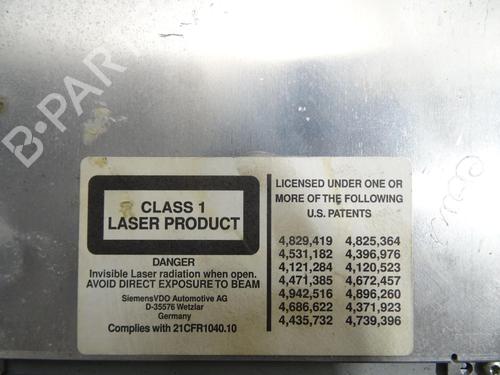 B-PARTS
CLASS 1
LASER PRODUCT
DANGER
Invisible Laser radiation when open.
AVOID DIRECT EXPOSURE TO BEAM
SiemensVDO Automotive AG
D-35576 Wetzlar
Germany
Complies with 21CFR1040.10
LICENSED UNDER ONE OR
MORE OF THE FOLLOWING
U.S. PATENTS
4,829,419 4,825,364
4,531,182 4,396,976
4,121,284 4,120,523
4,471,385 4,672,457
4,942,516 4,896,260
4,686,622 4,371,923
4,435,732 4,739,396